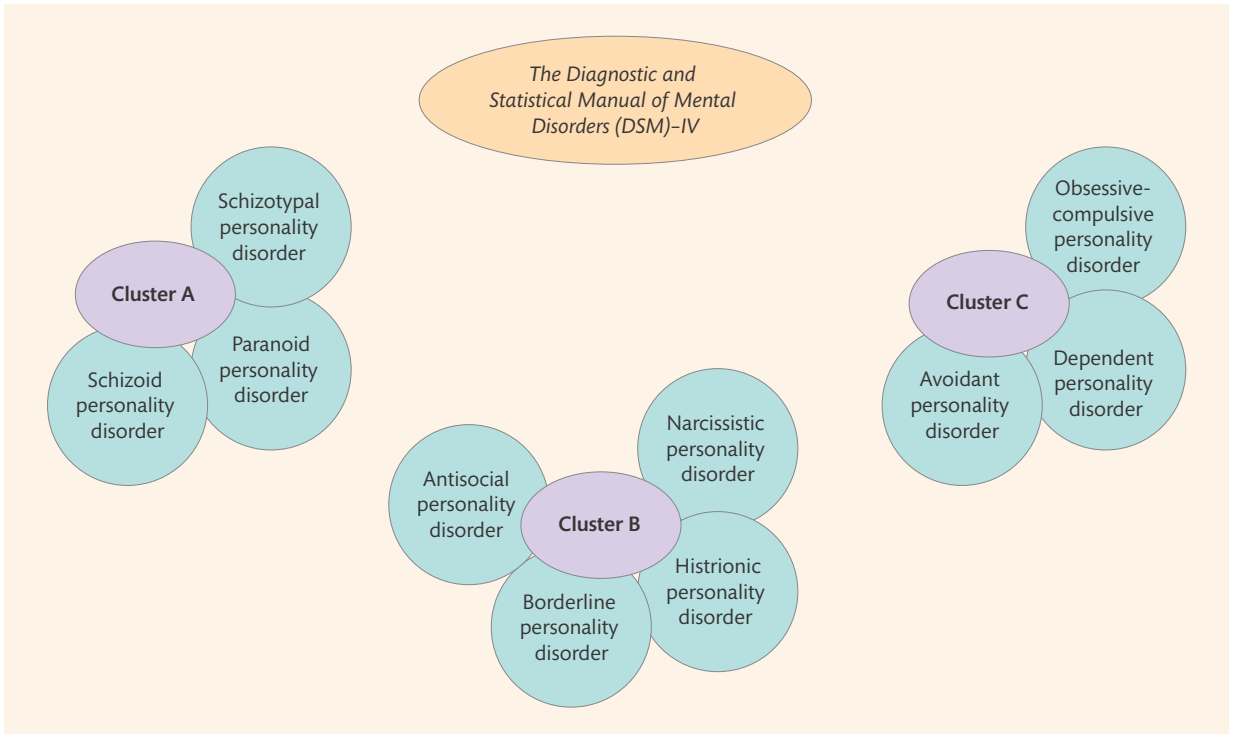 The Diagnostic and
Statistical Manual of Mental
Disorders (DSM)–IV
Schizotypal
personality
disorder
Cluster A
Paranoid
personality
disorder
Schizoid
personality
disorder
Narcissistic
personality
disorder
Antisocial
personality
disorder
Cluster B
Histrionic
personality
disorder
Borderline
personality
disorder
Obsessive-
compulsive
personality
disorder
Cluster C
Dependent
personality
disorder
Avoidant
personality
disorder